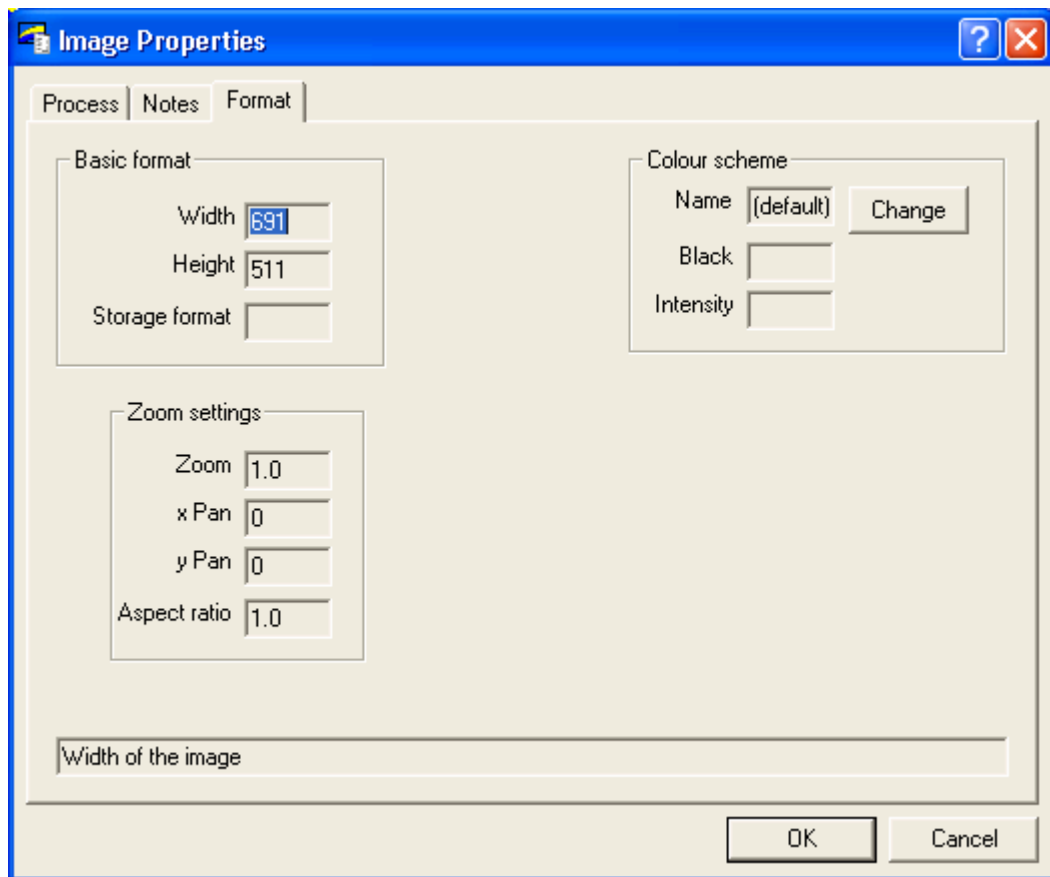 Image Properties
?
Process Notes Format
Basic format
Width 691
Height 511
Storage format
Colour scheme
Name (default) Change
Black
Intensity
Zoom settings
Zoom 1.0
x Pan 0
y Pan 0
Aspect ratio 1.0
Width of the image
OK Cancel